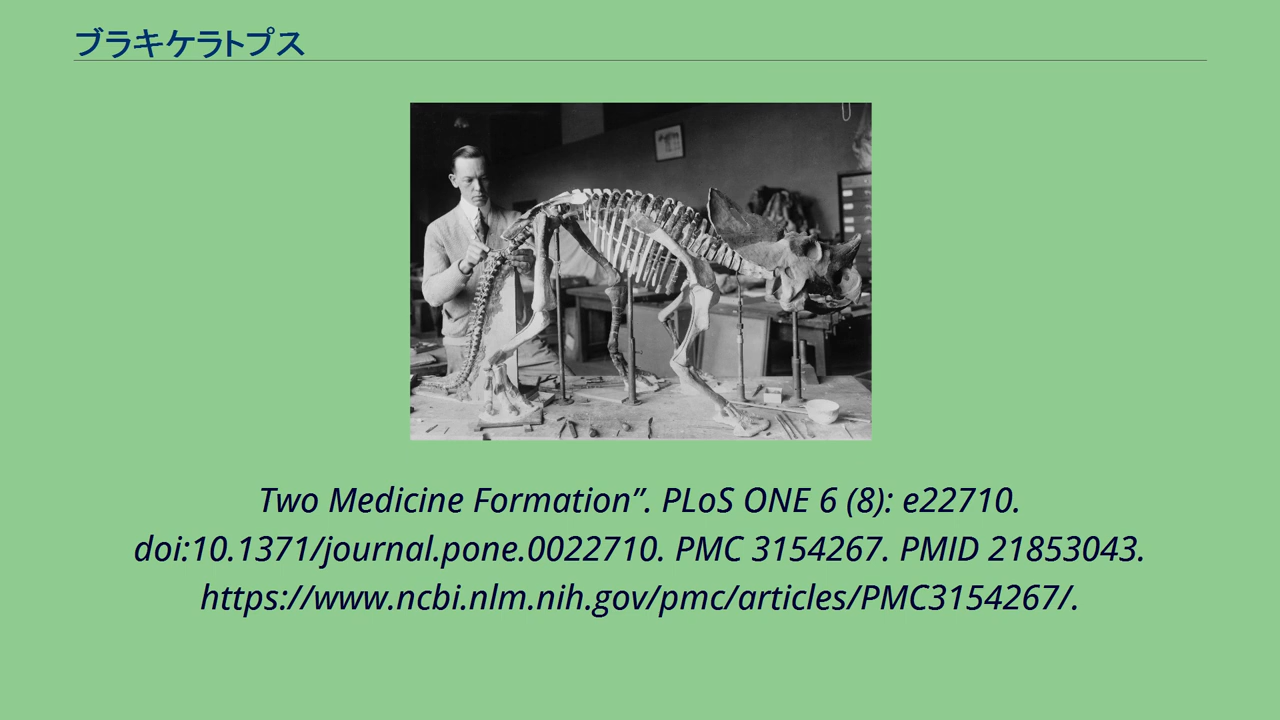 ブラキケラトプス
Two Medicine Formation”. PLoS ONE 6 (8): e22710.
doi:10.1371/journal.pone.0022710. PMC 3154267. PMID 21853043.
https://www.ncbi.nlm.nih.gov/pmc/articles/PMC3154267/.